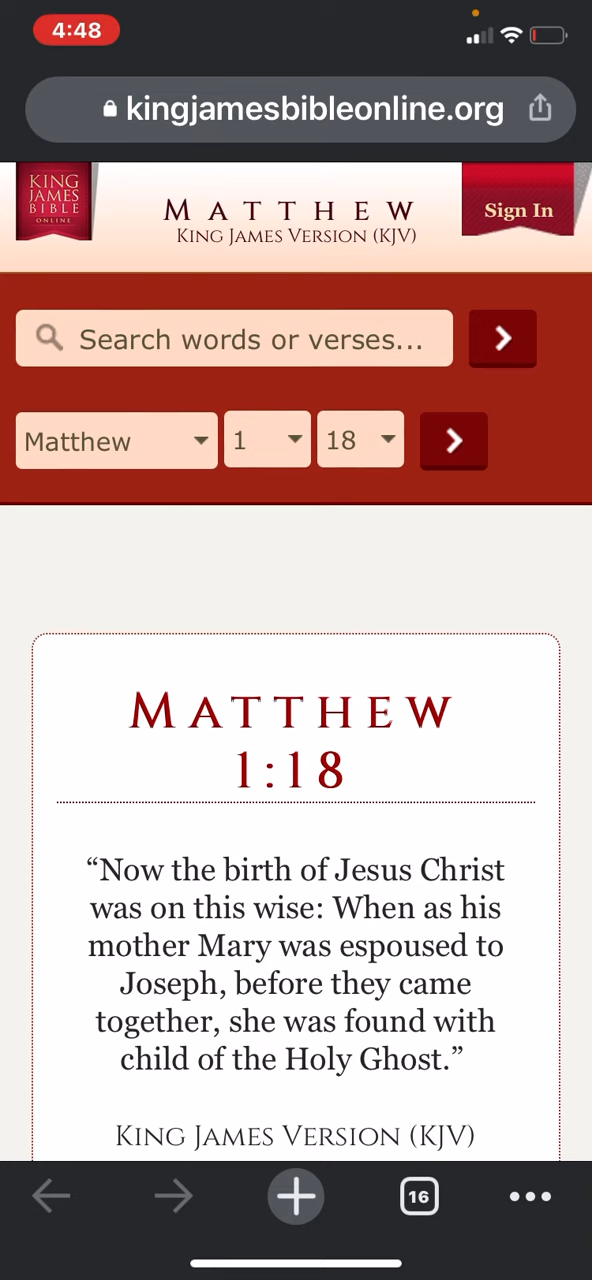 4:48
kingjamesbibleonline.org
KING
JAMES
BIBLE
ONLINE
MATTHEW
KING JAMES VERSION (KJV)
Sign In
Search words or verses...
Matthew 1 18
MATTHEW
1:18
“Now the birth of Jesus Christ
was on this wise: When as his
mother Mary was espoused to
Joseph, before they came
together, she was found with
child of the Holy Ghost.”
KING JAMES VERSION (KJV)
16